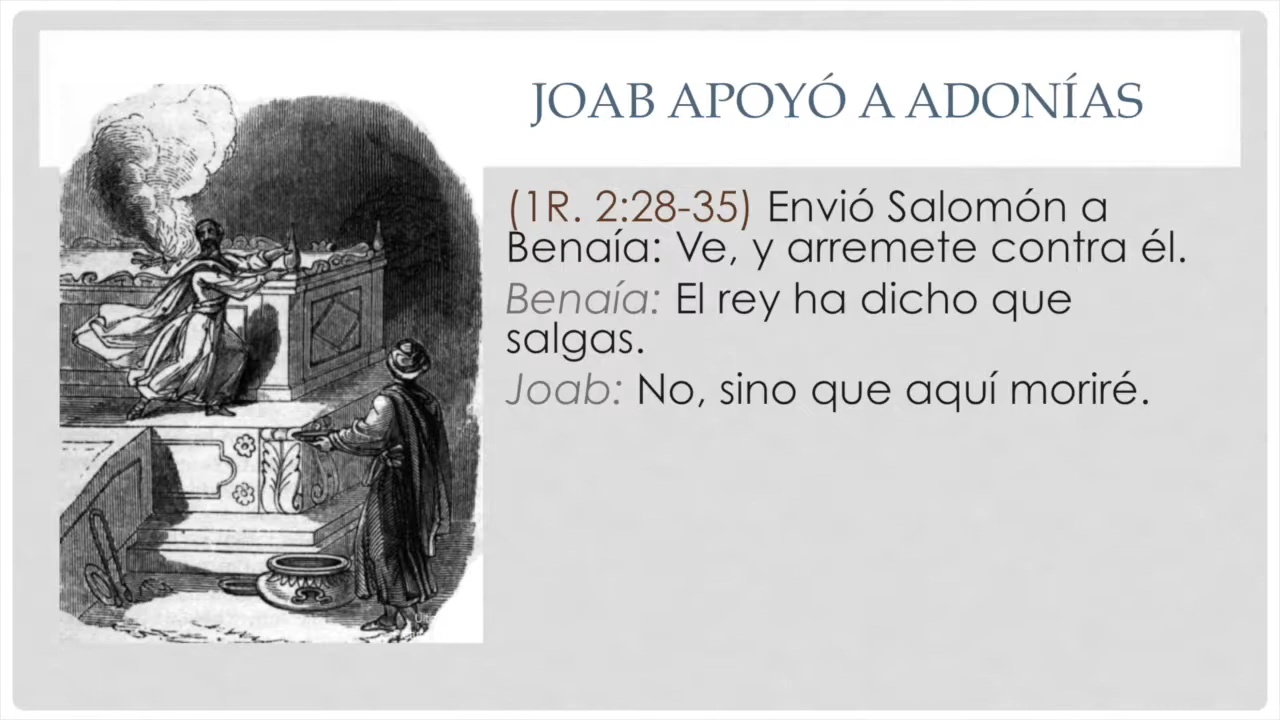 JOAB APOYÓ A ADONÍAS
(1R. 2:28-35) Envió Salomón a
Benaía: Ve, y arremete contra él.
Benaía: El rey ha dicho que
salgas.
Joab: No, sino que aquí moriré.